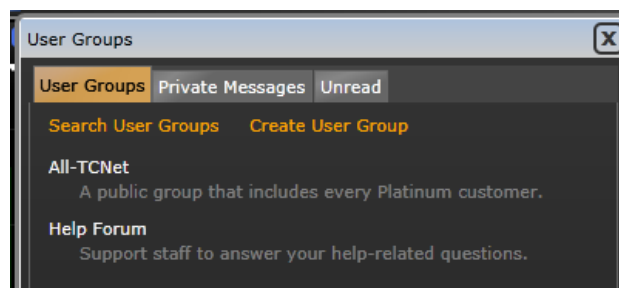 User Groups
X
User Groups Private Messages Unread
Search User Groups Create User Group
All-TCNet
A public group that includes every Platinum customer.
Help Forum
Support staff to answer your help-related questions.